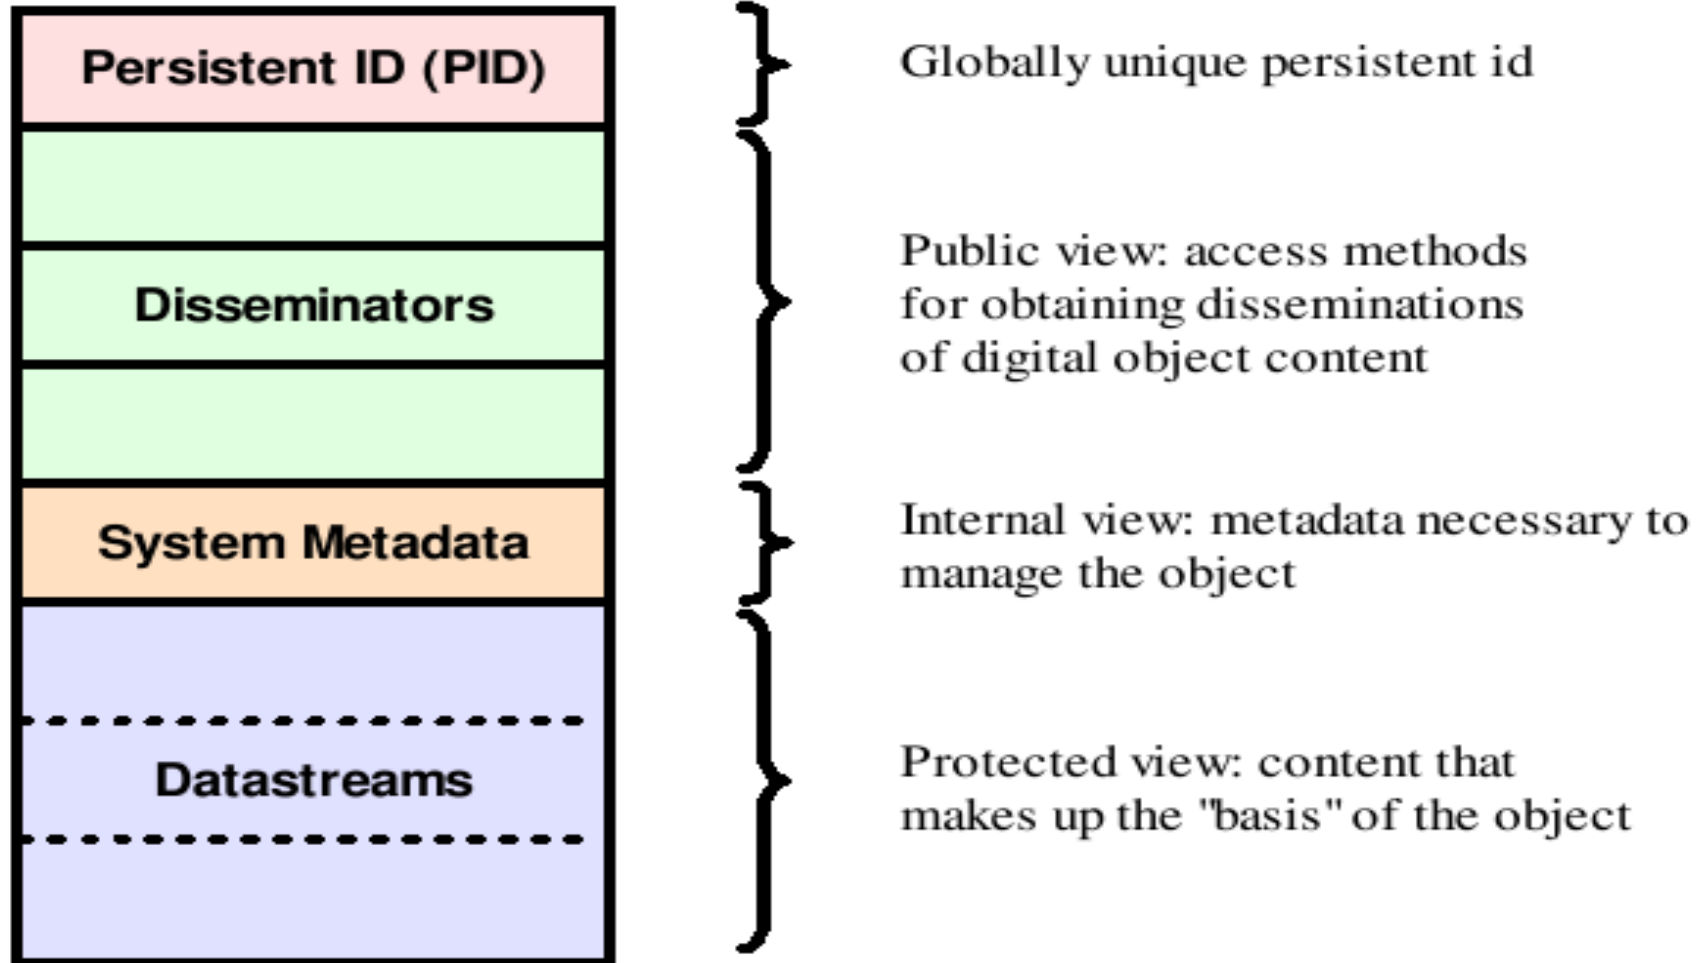 Persistent ID (PID)
Globally unique persistent id
Disseminators
Public view: access methods
for obtaining disseminations
of digital object content
System Metadata
Internal view: metadata necessary to
manage the object
Datastreams
Protected view: content that
makes up the "basis" of the object